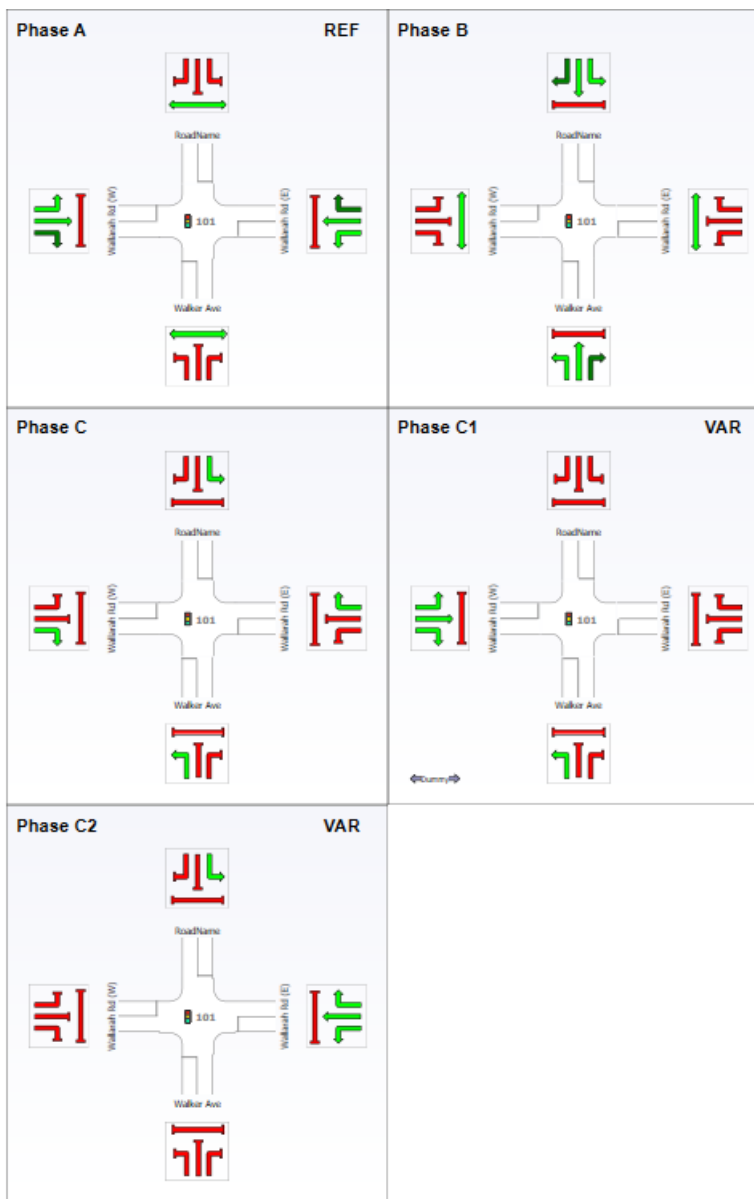 Phase A REF
RoadName
Wallarah Rd (W)
101
Wallarah Rd (E)
Walker Ave
Phase B
RoadName
Wallarah Rd (W)
101
Wallarah Rd (E)
Walker Ave
Phase C
RoadName
Wallarah Rd (W)
101
Wallarah Rd (E)
Walker Ave
Phase C1 VAR
RoadName
Wallarah Rd (W)
101
Wallarah Rd (E)
Walker Ave
Dummy
Phase C2 VAR
RoadName
Wallarah Rd (W)
101
Wallarah Rd (E)
Walker Ave